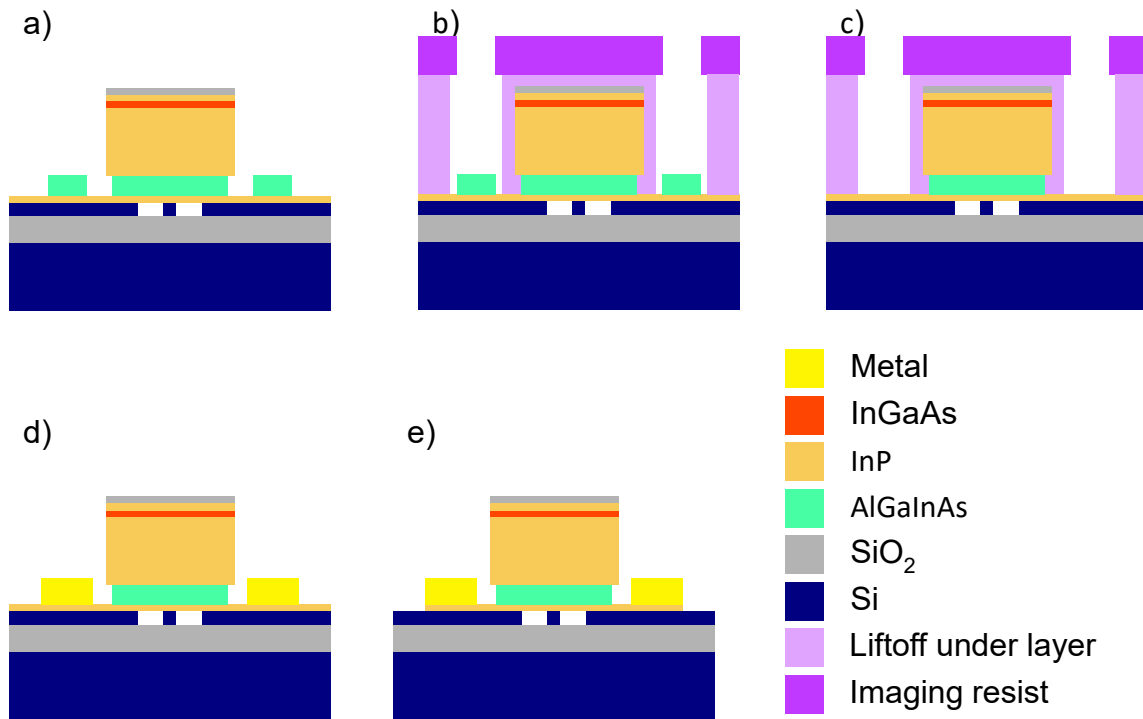 a)
b)
c)
d)
e)
Metal
InGaAs
InP
AlGaInAs
SiO2
Si
Liftoff under layer
Imaging resist